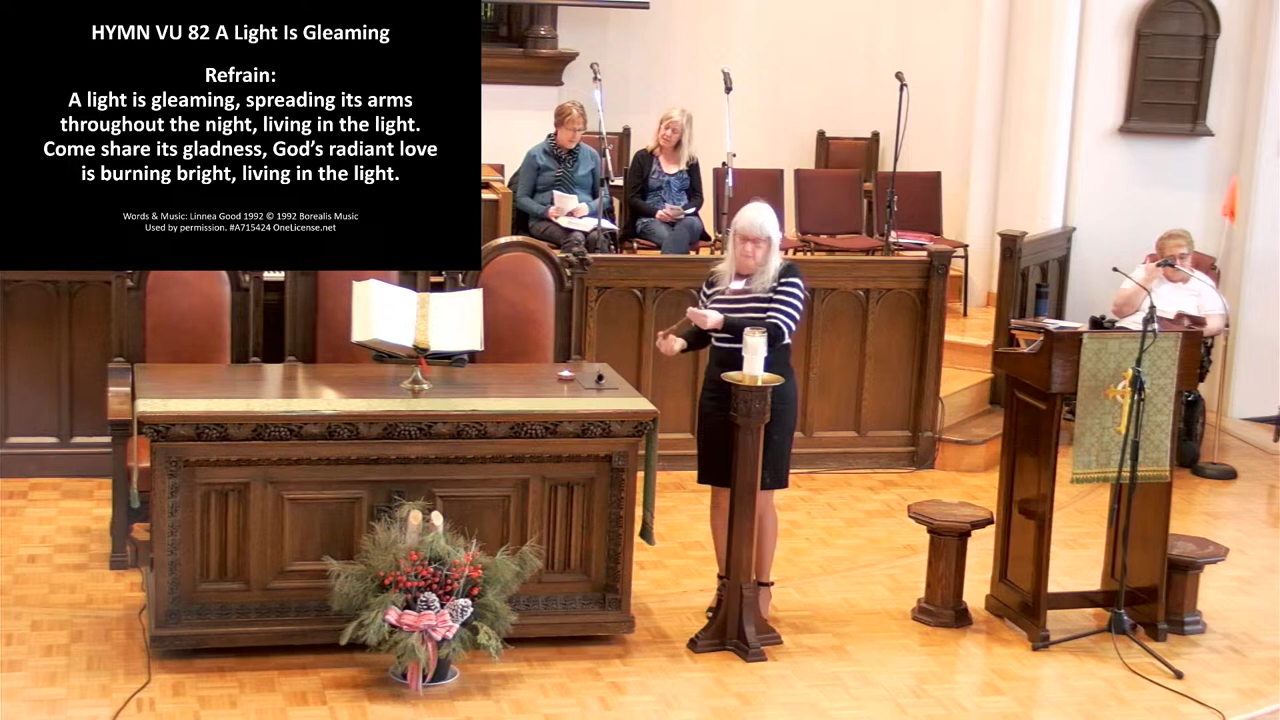 HYMN VU 82 A Light Is Gleaming
Refrain:
A light is gleaming, spreading its arms
throughout the night, living in the light.
Come share its gladness, God’s radiant love
is burning bright, living in the light.
Words & Music: Linnea Good 1992 © 1992 Borealis Music
Used by permission. #A715424 OneLicense.net